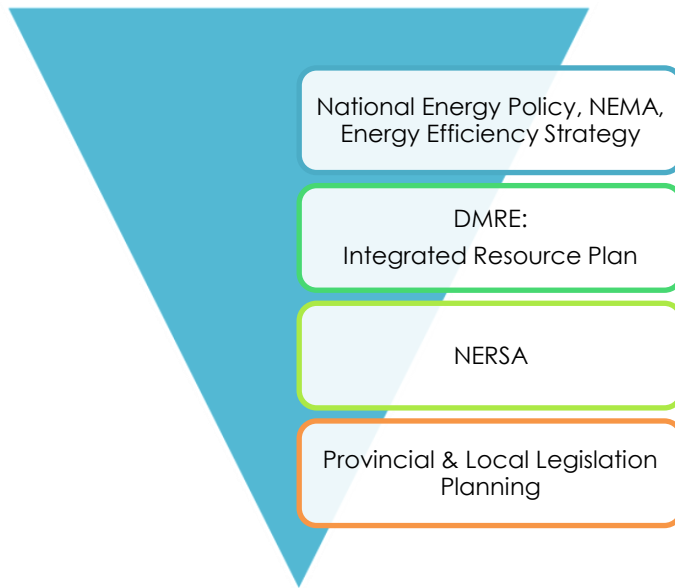 National Energy Policy, NEMA,
Energy Efficiency Strategy
DMRE:
Integrated Resource Plan
NERSA
Provincial & Local Legislation
Planning